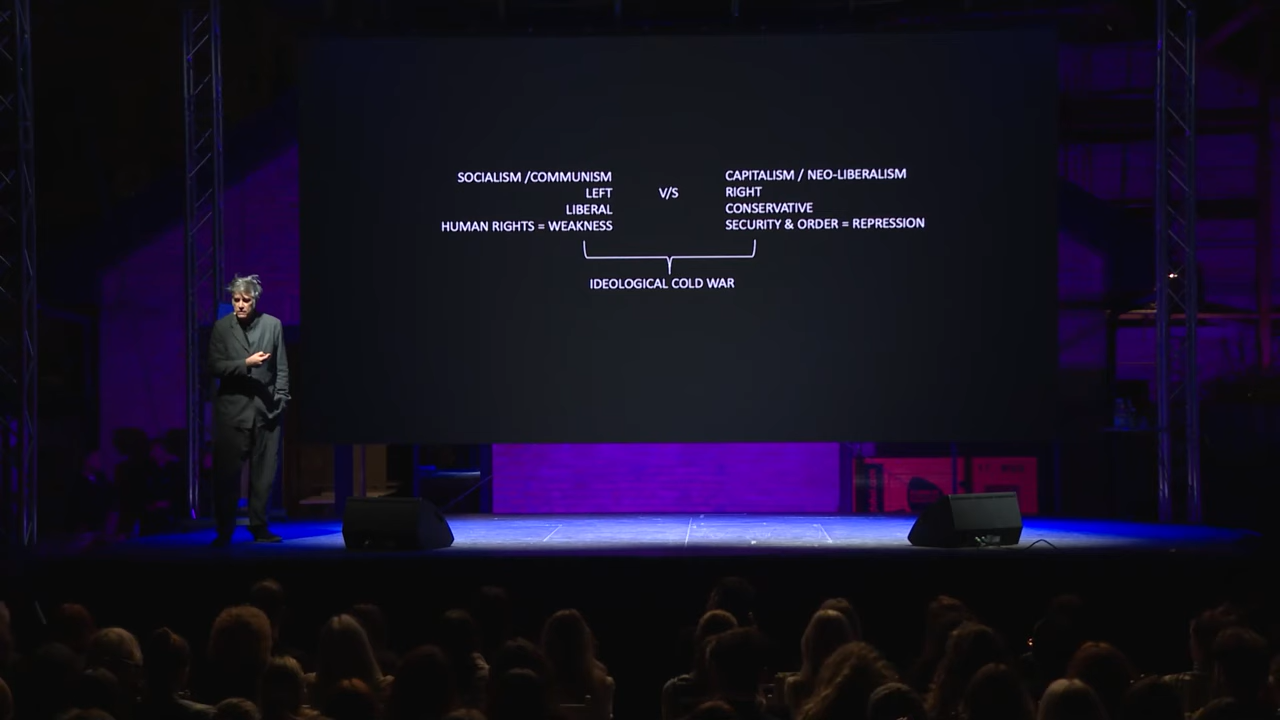 SOCIALISM /COMMUNISM
LEFT
LIBERAL
HUMAN RIGHTS = WEAKNESS
V/S
CAPITALISM / NEO-LIBERALISM
RIGHT
CONSERVATIVE
SECURITY & ORDER = REPRESSION
IDEOLOGICAL COLD WAR